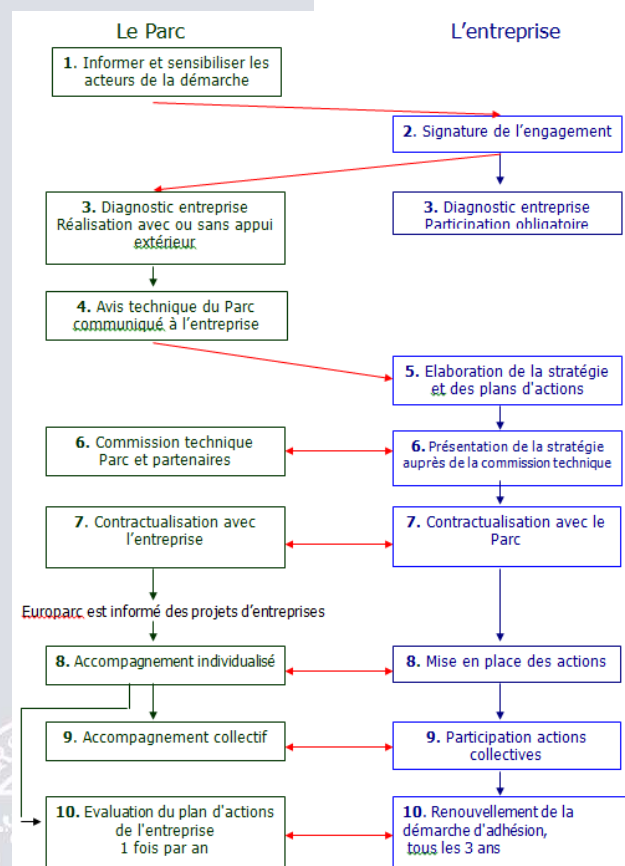 Le Parc
L'entreprise
1. Informer et sensibiliser les
acteurs de la démarche
2. Signature de l'engagement
3. Diagnostic entreprise
Réalisation avec ou sans appui
extérieur
3. Diagnostic entreprise
Participation obligatoire
4. Avis technique du Parc
communiqué à l'entreprise
5. Elaboration de la stratégie
et des plans d'actions
6. Commission technique
Parc et partenaires
6. Présentation de la stratégie
auprès de la commission technique
7. Contractualisation avec
l'entreprise
7. Contractualisation avec le
Parc
Europarc est informé des projets d'entreprises
8. Accompagnement individualisé
8. Mise en place des actions
9. Accompagnement collectif
9. Participation actions
collectives
10. Evaluation du plan d'actions
de l'entreprise
1 fois par an
10. Renouvellement de la
démarche d'adhésion,
tous les 3 ans